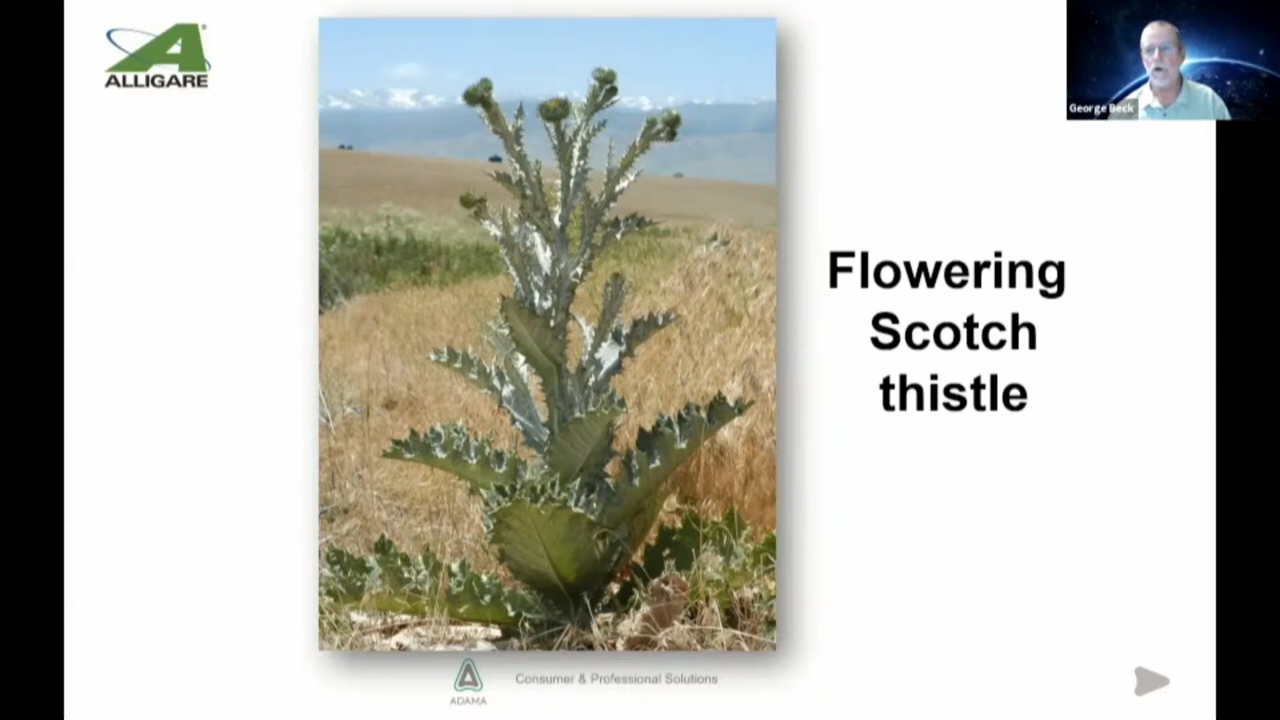 ALLIGARE
George Beck
Flowering
Scotch
thistle
ADAMA
Consumer & Professional Solutions